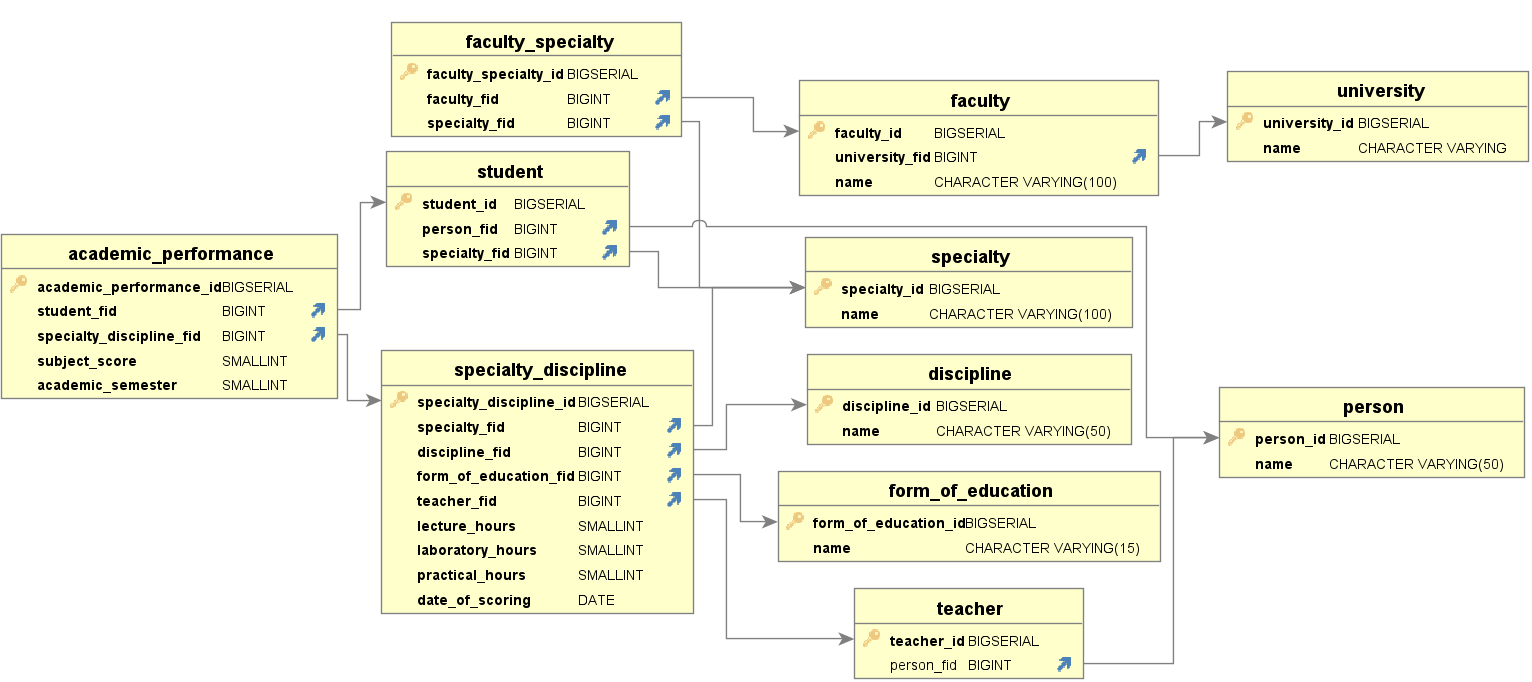 faculty_specialty
faculty_specialty_id BIGSERIAL
faculty_fid BIGINT
specialty_fid BIGINT
faculty
faculty_id BIGSERIAL
university_fid BIGINT
name CHARACTER VARYING(100)
university
university_id BIGSERIAL
name CHARACTER VARYING
student
student_id BIGSERIAL
person_fid BIGINT
specialty_fid BIGINT
academic_performance
academic_performance_id BIGSERIAL
student_fid BIGINT
specialty_discipline_fid BIGINT
subject_score SMALLINT
academic_semester SMALLINT
specialty
specialty_id BIGSERIAL
name CHARACTER VARYING(100)
specialty_discipline
specialty_discipline_id BIGSERIAL
specialty_fid BIGINT
discipline_fid BIGINT
form_of_education_fid BIGINT
teacher_fid BIGINT
lecture_hours SMALLINT
laboratory_hours SMALLINT
practical_hours SMALLINT
date_of_scoring DATE
discipline
discipline_id BIGSERIAL
name CHARACTER VARYING(50)
person
person_id BIGSERIAL
name CHARACTER VARYING(50)
form_of_education
form_of_education_id BIGSERIAL
name CHARACTER VARYING(15)
teacher
teacher_id BIGSERIAL
person_fid BIGINT